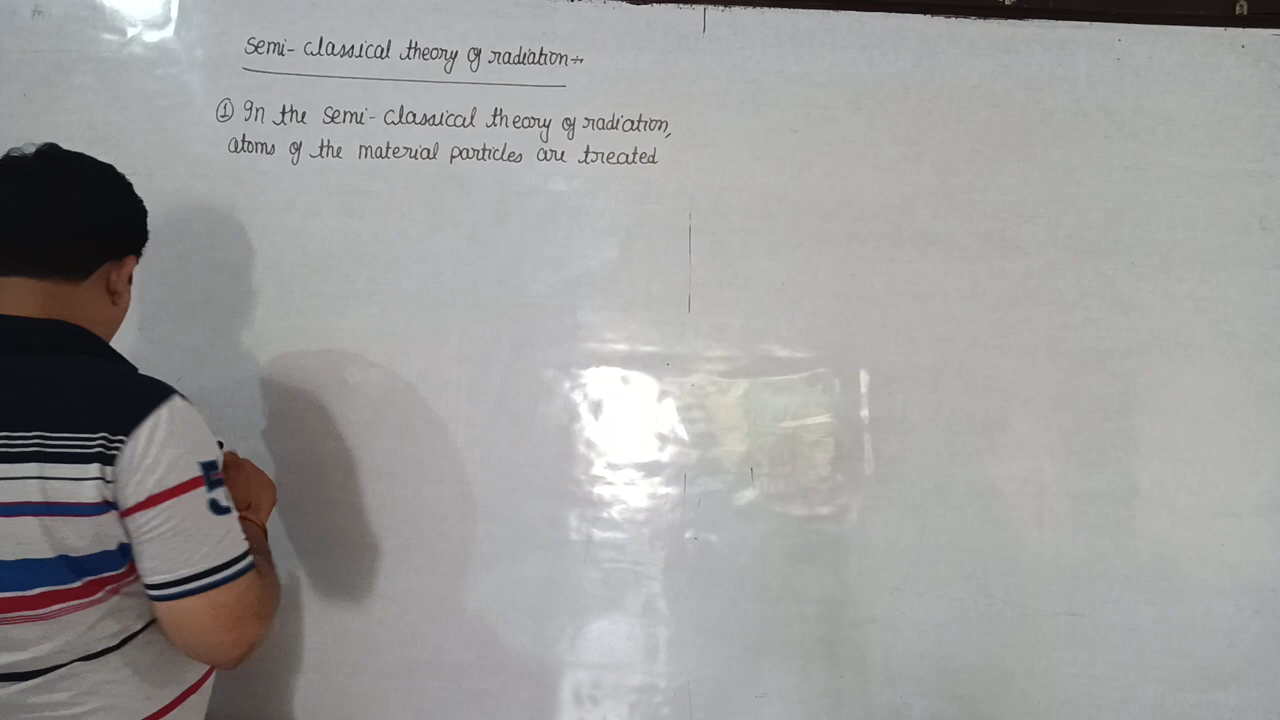 Semi-classical theory of radiation:-
① In the semi-classical theory of radiation,
atoms of the material particles are treated
5